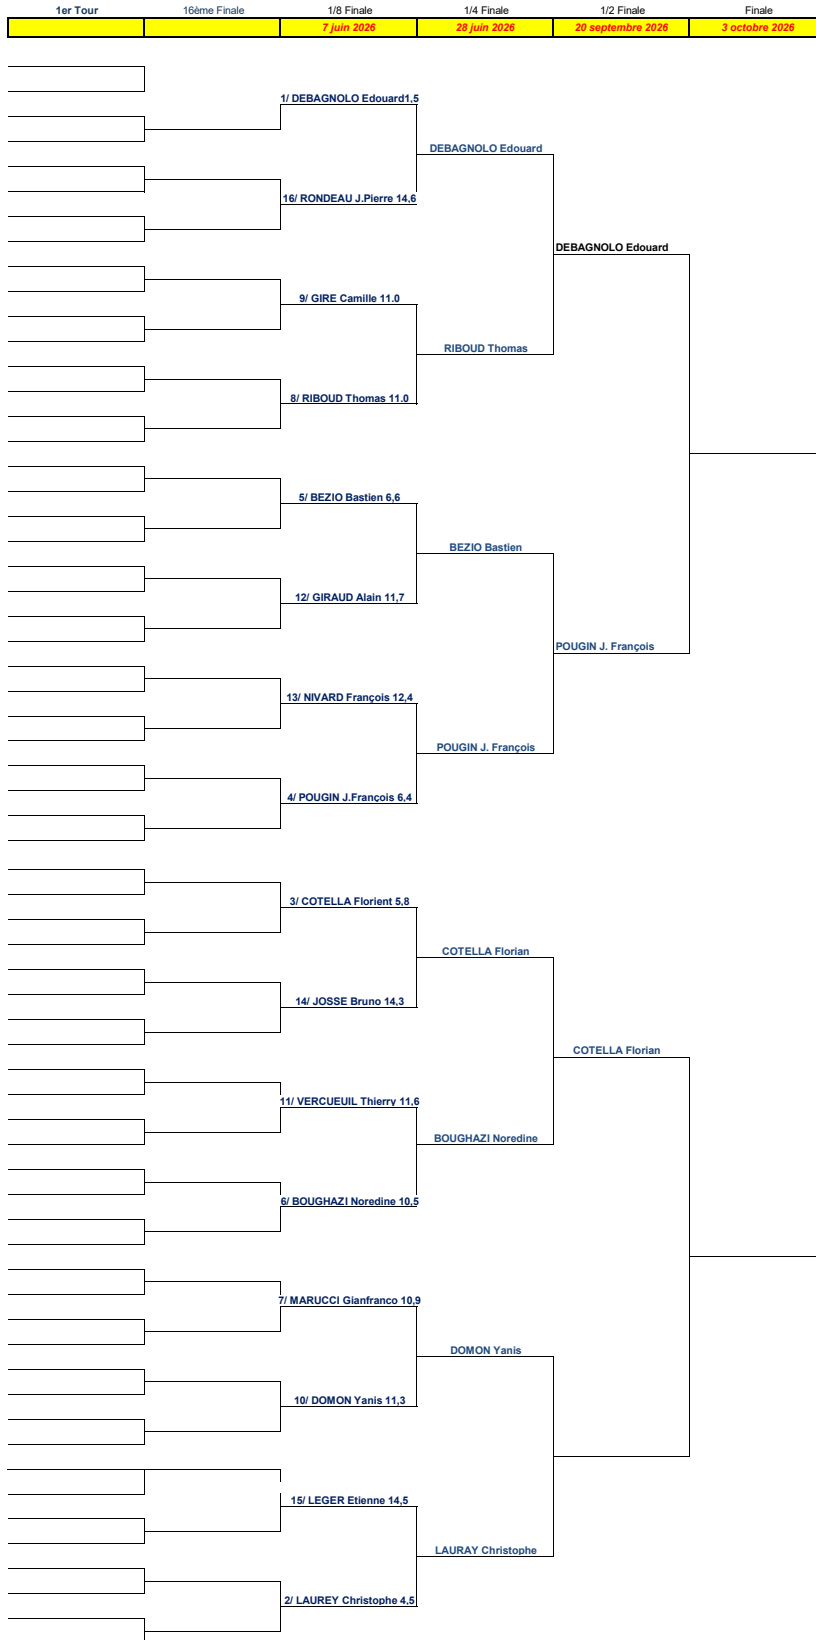 1er Tour 16ème Finale 1/8 Finale 1/4 Finale 1/2 Finale Finale
7 juin 2026 28 juin 2026 20 septembre 2026 3 octobre 2026
1/ DEBAGNOLO Edouard1,5
DEBAGNOLO Edouard
16/ RONDEAU J.Pierre 14,6
DEBAGNOLO Edouard
9/ GIRE Camille 11.0
RIBOUD Thomas
8/ RIBOUD Thomas 11.0
5/ BEZIO Bastien 6,6
BEZIO Bastien
12/ GIRAUD Alain 11,7
POUGIN J. François
13/ NIVARD François 12,4
POUGIN J. François
4/ POUGIN J.François 6,4
3/ COTELLA Florient 5,8
COTELLA Florian
14/ JOSSE Bruno 14,3
COTELLA Florian
11/ VERCUEUIL Thierry 11,6
BOUGHAZI Noredine
6/ BOUGHAZI Noredine 10,5
7/ MARUCCI Gianfranco 10,9
DOMON Yanis
10/ DOMON Yanis 11,3
15/ LEGER Etienne 14,5
LAURAY Christophe
2/ LAUREY Christophe 4,5